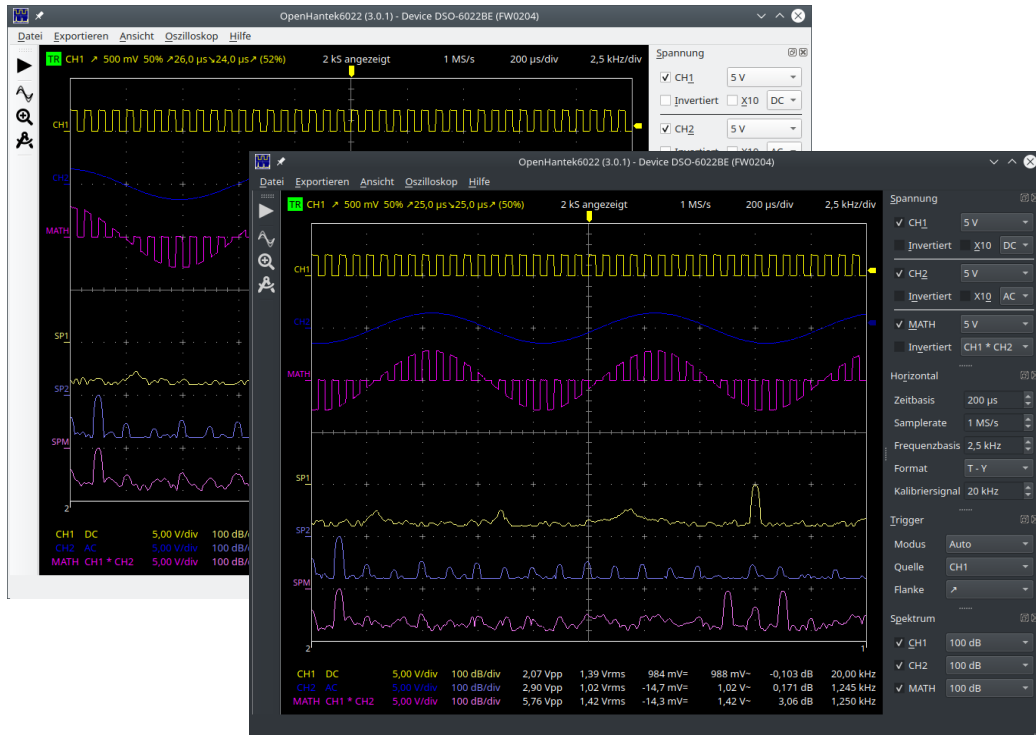 OpenHantek6022 (3.0.1) - Device DSO-6022BE (FW0204)
Datei Exportieren Ansicht Oszilloskop Hilfe
TR CH1 ↗ 500 mV 50% ↗26,0 µs↘24,0 µs↗ (52%) 2 kS angezeigt 1 MS/s 200 µs/div 2,5 kHz/div
Spannung
CH1 5 V
Invertiert X10 DC
CH2 5 V
CH1
CH2
MATH
SP1
SP2
SPM
2
CH1 DC 5,00 V/div
CH2 AC 5,00 V/div
MATH CH1 * CH2 5,00 V/div
OpenHantek6022 (3.0.1) - Device DSO-6022BE (FW0204)
Datei Exportieren Ansicht Oszilloskop Hilfe
TR CH1 ↗ 500 mV 50% ↗25,0 µs↘25,0 µs↗ (50%) 2 kS angezeigt 1 MS/s 200 µs/div 2,5 kHz/div
CH1
CH2
MATH
SP1
SP2
SPM
2 1
CH1 DC 5,00 V/div 100 dB/div 2,07 Vpp 1,39 Vrms 984 mV= 988 mV~ -0,103 dB 20,00 kHz
CH2 AC 5,00 V/div 100 dB/div 2,90 Vpp 1,02 Vrms -14,7 mV= 1,02 V~ 0,171 dB 1,245 kHz
MATH CH1 * CH2 5,00 V/div 100 dB/div 5,76 Vpp 1,42 Vrms -14,3 mV= 1,42 V~ 3,06 dB 1,250 kHz
Spannung
CH1 5 V
Invertiert X10 DC
CH2 5 V
Invertiert X10 AC
MATH 5 V
Invertiert CH1 * CH2
Horizontal
Zeitbasis 200 µs
Samplerate 1 MS/s
Frequenzbasis 2,5 kHz
Format T - Y
Kalibriersignal 20 kHz
Trigger
Modus Auto
Quelle CH1
Flanke ↗
Spektrum
CH1 100 dB
CH2 100 dB
MATH 100 dB